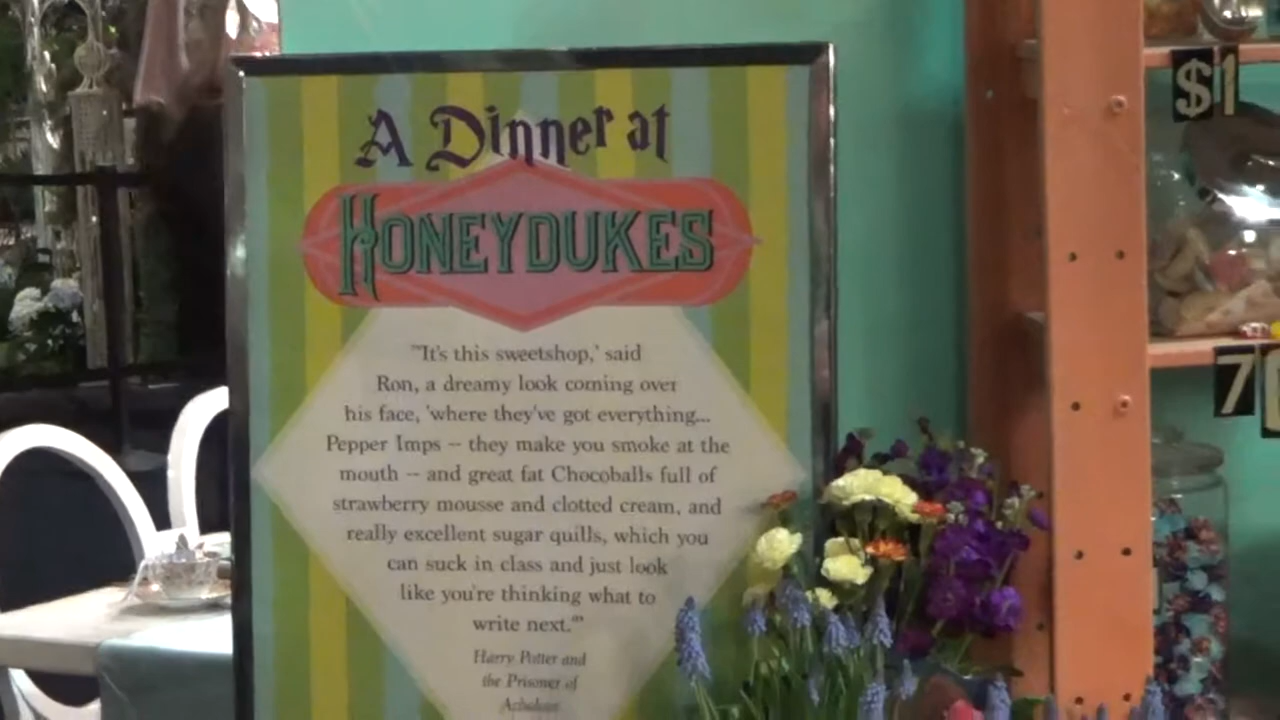 A Dinner at
HONEYDUKES
"'It's this sweetshop,' said
Ron, a dreamy look coming over
his face, 'where they've got everything...
Pepper Imps -- they make you smoke at the
mouth -- and great fat Chocoballs full of
strawberry mousse and clotted cream, and
really excellent sugar quills, which you
can suck in class and just look
like you're thinking what to
write next.'"
Harry Potter and
the Prisoner of
Azkaban
$1